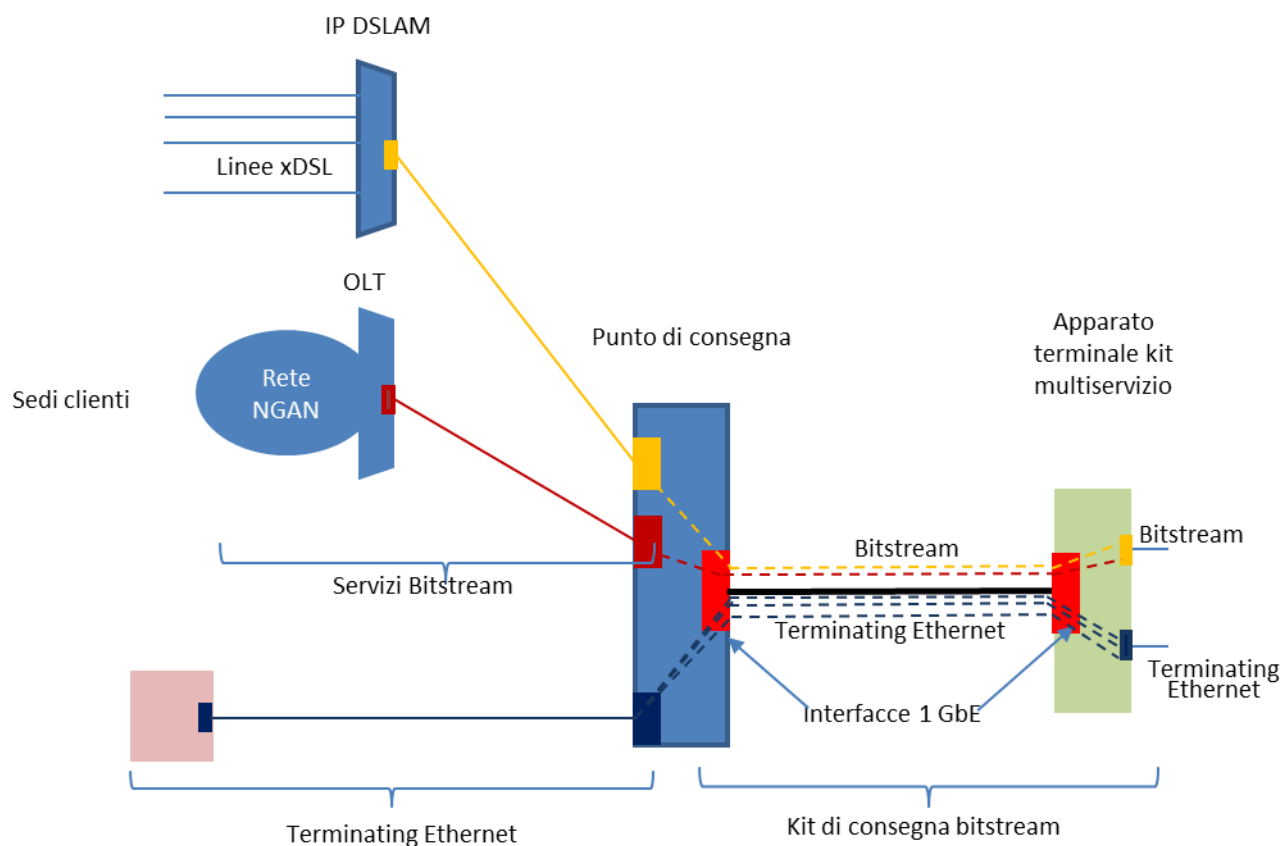 IP DSLAM
Linee xDSL
OLT
Punto di consegna
Apparato
terminale kit
multiservizio
Sedi clienti
Rete
NGAN
Bitstream
Bitstream
Servizi Bitstream
Terminating Ethernet
Terminating
Ethernet
Interfacce 1 GbE
Terminating Ethernet
Kit di consegna bitstream